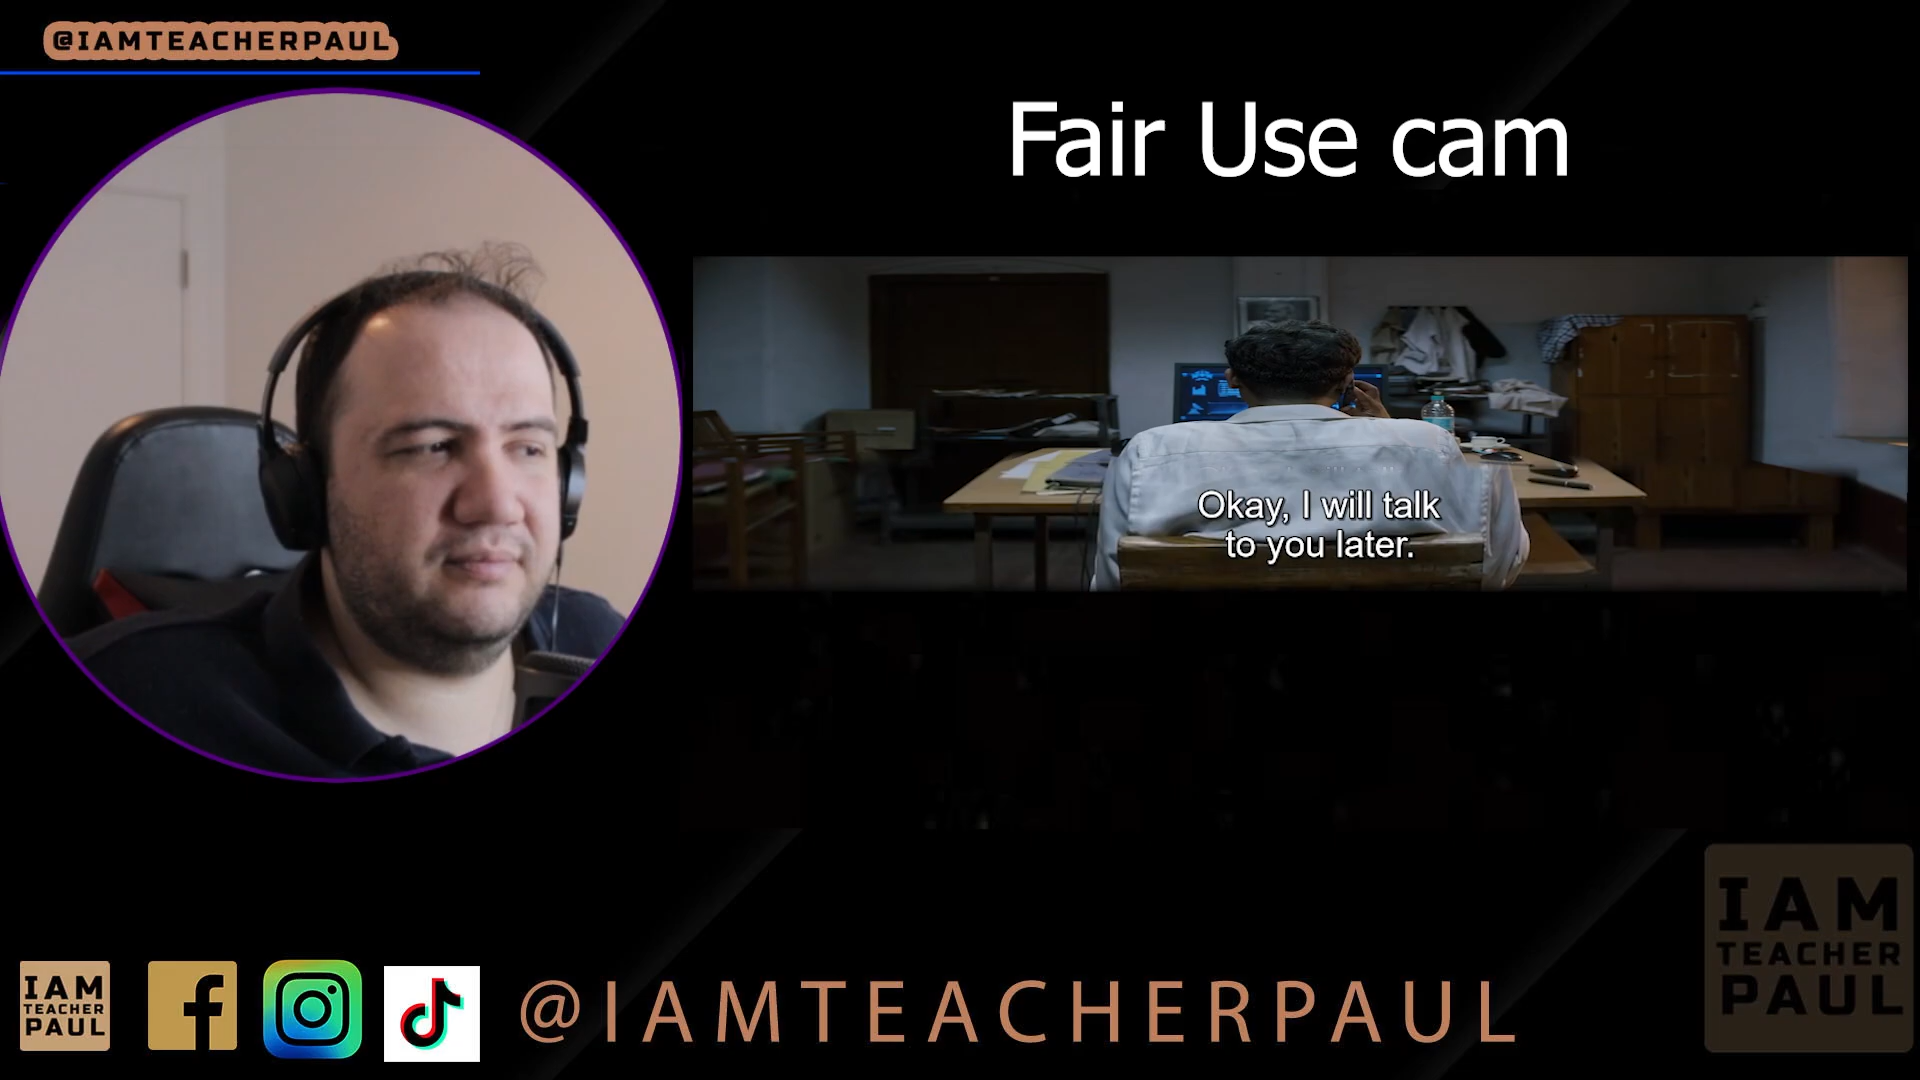 @IAMTEACHERPAUL
Fair Use cam
Okay, I will talk
to you later.
IAM
TEACHER
PAUL
IAM
TEACHER
PAUL
@IAMTEACHERPAUL